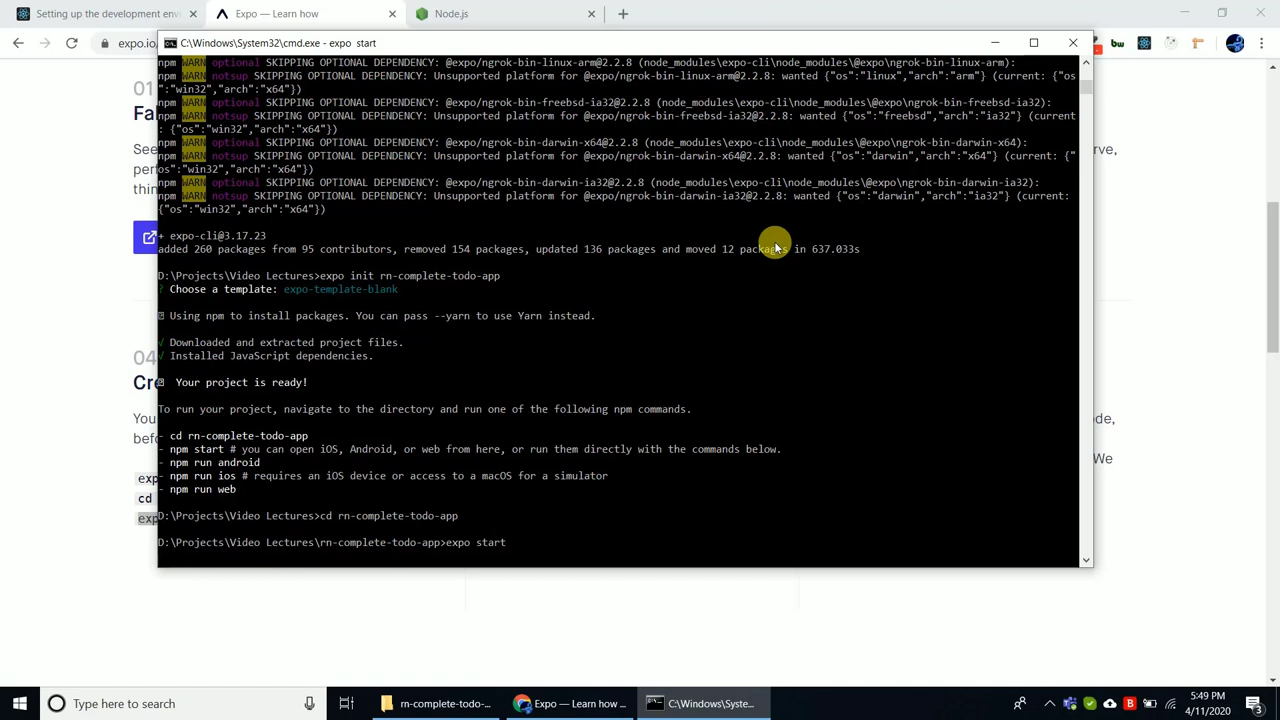 Setting up the development envi
Expo — Learn how
Node.js
expo.io
C:\Windows\System32\cmd.exe - expo  start
npm WARN optional SKIPPING OPTIONAL DEPENDENCY: @expo/ngrok-bin-linux-arm@2.2.8 (node_modules\expo-cli\node_modules\@expo\ngrok-bin-linux-arm):
npm WARN notsup SKIPPING OPTIONAL DEPENDENCY: Unsupported platform for @expo/ngrok-bin-linux-arm@2.2.8: wanted {"os":"linux","arch":"arm"} (current: {"os
":"win32","arch":"x64"})
npm WARN optional SKIPPING OPTIONAL DEPENDENCY: @expo/ngrok-bin-freebsd-ia32@2.2.8 (node_modules\expo-cli\node_modules\@expo\ngrok-bin-freebsd-ia32):
npm WARN notsup SKIPPING OPTIONAL DEPENDENCY: Unsupported platform for @expo/ngrok-bin-freebsd-ia32@2.2.8: wanted {"os":"freebsd","arch":"ia32"} (current
: {"os":"win32","arch":"x64"})
npm WARN optional SKIPPING OPTIONAL DEPENDENCY: @expo/ngrok-bin-darwin-x64@2.2.8 (node_modules\expo-cli\node_modules\@expo\ngrok-bin-darwin-x64):
npm WARN notsup SKIPPING OPTIONAL DEPENDENCY: Unsupported platform for @expo/ngrok-bin-darwin-x64@2.2.8: wanted {"os":"darwin","arch":"x64"} (current: {"
os":"win32","arch":"x64"})
npm WARN optional SKIPPING OPTIONAL DEPENDENCY: @expo/ngrok-bin-darwin-ia32@2.2.8 (node_modules\expo-cli\node_modules\@expo\ngrok-bin-darwin-ia32):
npm WARN notsup SKIPPING OPTIONAL DEPENDENCY: Unsupported platform for @expo/ngrok-bin-darwin-ia32@2.2.8: wanted {"os":"darwin","arch":"ia32"} (current:
{"os":"win32","arch":"x64"})
+ expo-cli@3.17.23
added 260 packages from 95 contributors, removed 154 packages, updated 136 packages and moved 12 packages in 637.033s
D:\Projects\Video Lectures>expo init rn-complete-todo-app
? Choose a template: expo-template-blank
Using npm to install packages. You can pass --yarn to use Yarn instead.
√ Downloaded and extracted project files.
√ Installed JavaScript dependencies.
Your project is ready!
To run your project, navigate to the directory and run one of the following npm commands.
- cd rn-complete-todo-app
- npm start # you can open iOS, Android, or web from here, or run them directly with the commands below.
- npm run android
- npm run ios # requires an iOS device or access to a macOS for a simulator
- npm run web
D:\Projects\Video Lectures>cd rn-complete-todo-app
D:\Projects\Video Lectures\rn-complete-todo-app>expo start
01
Fa
See
per
thin
04
Cre
You
befo
exp
cd
exp
rve,
ode,
We
Type here to search
rn-complete-todo-...
Expo — Learn how ...
C:\Windows\Syste...
5:49 PM
4/11/2020
3